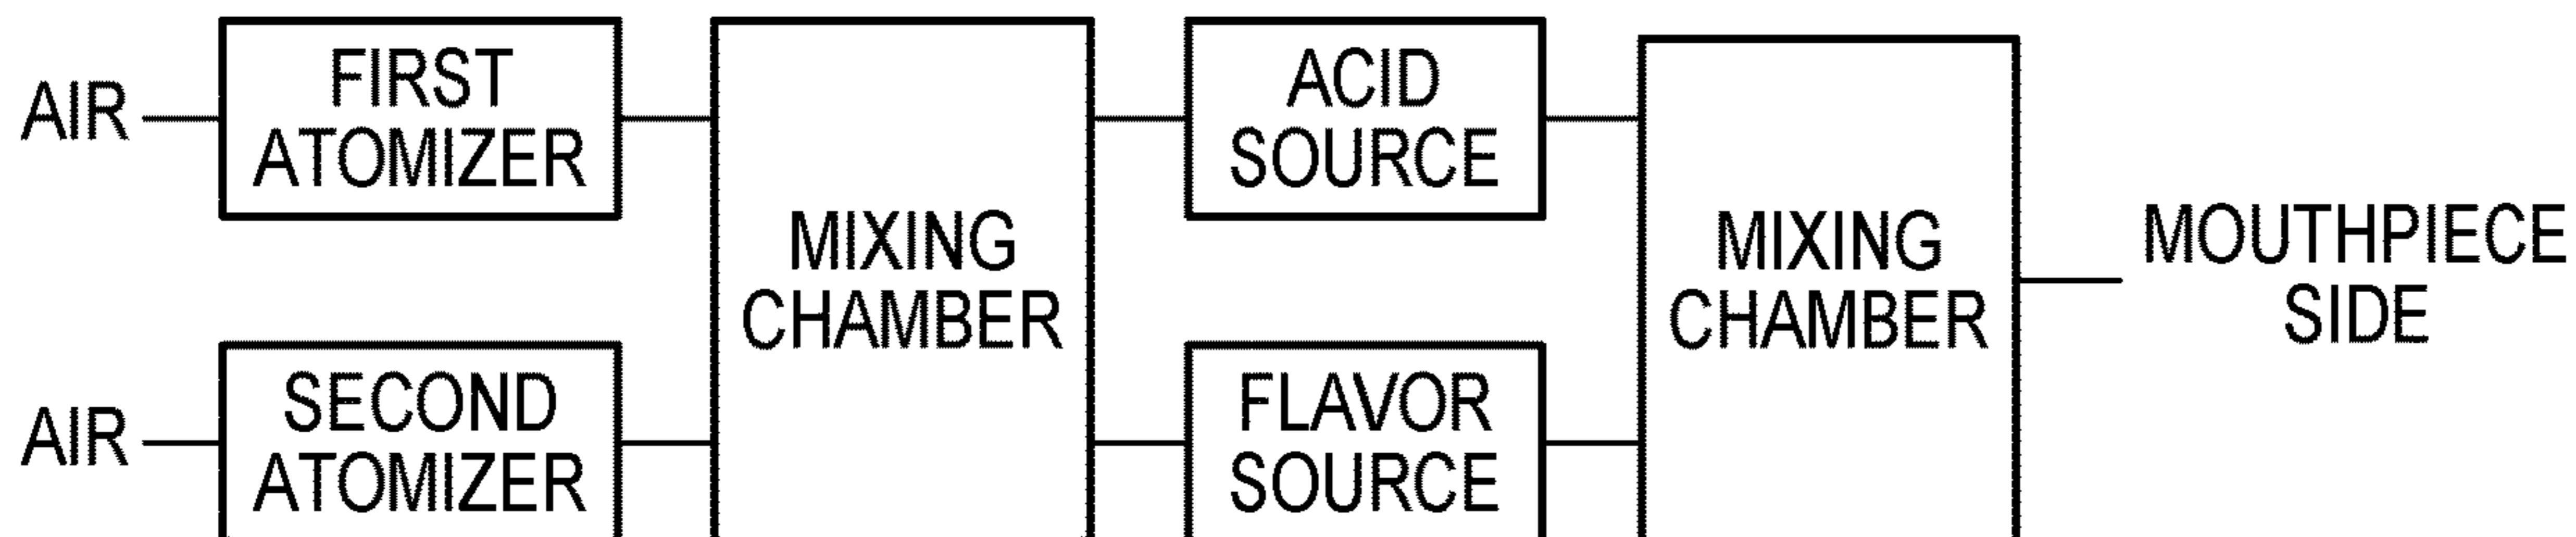 AIR
FIRST
ATOMIZER
MIXING
CHAMBER
ACID
SOURCE
MIXING
CHAMBER
MOUTHPIECE
SIDE
AIR
SECOND
ATOMIZER
FLAVOR
SOURCE